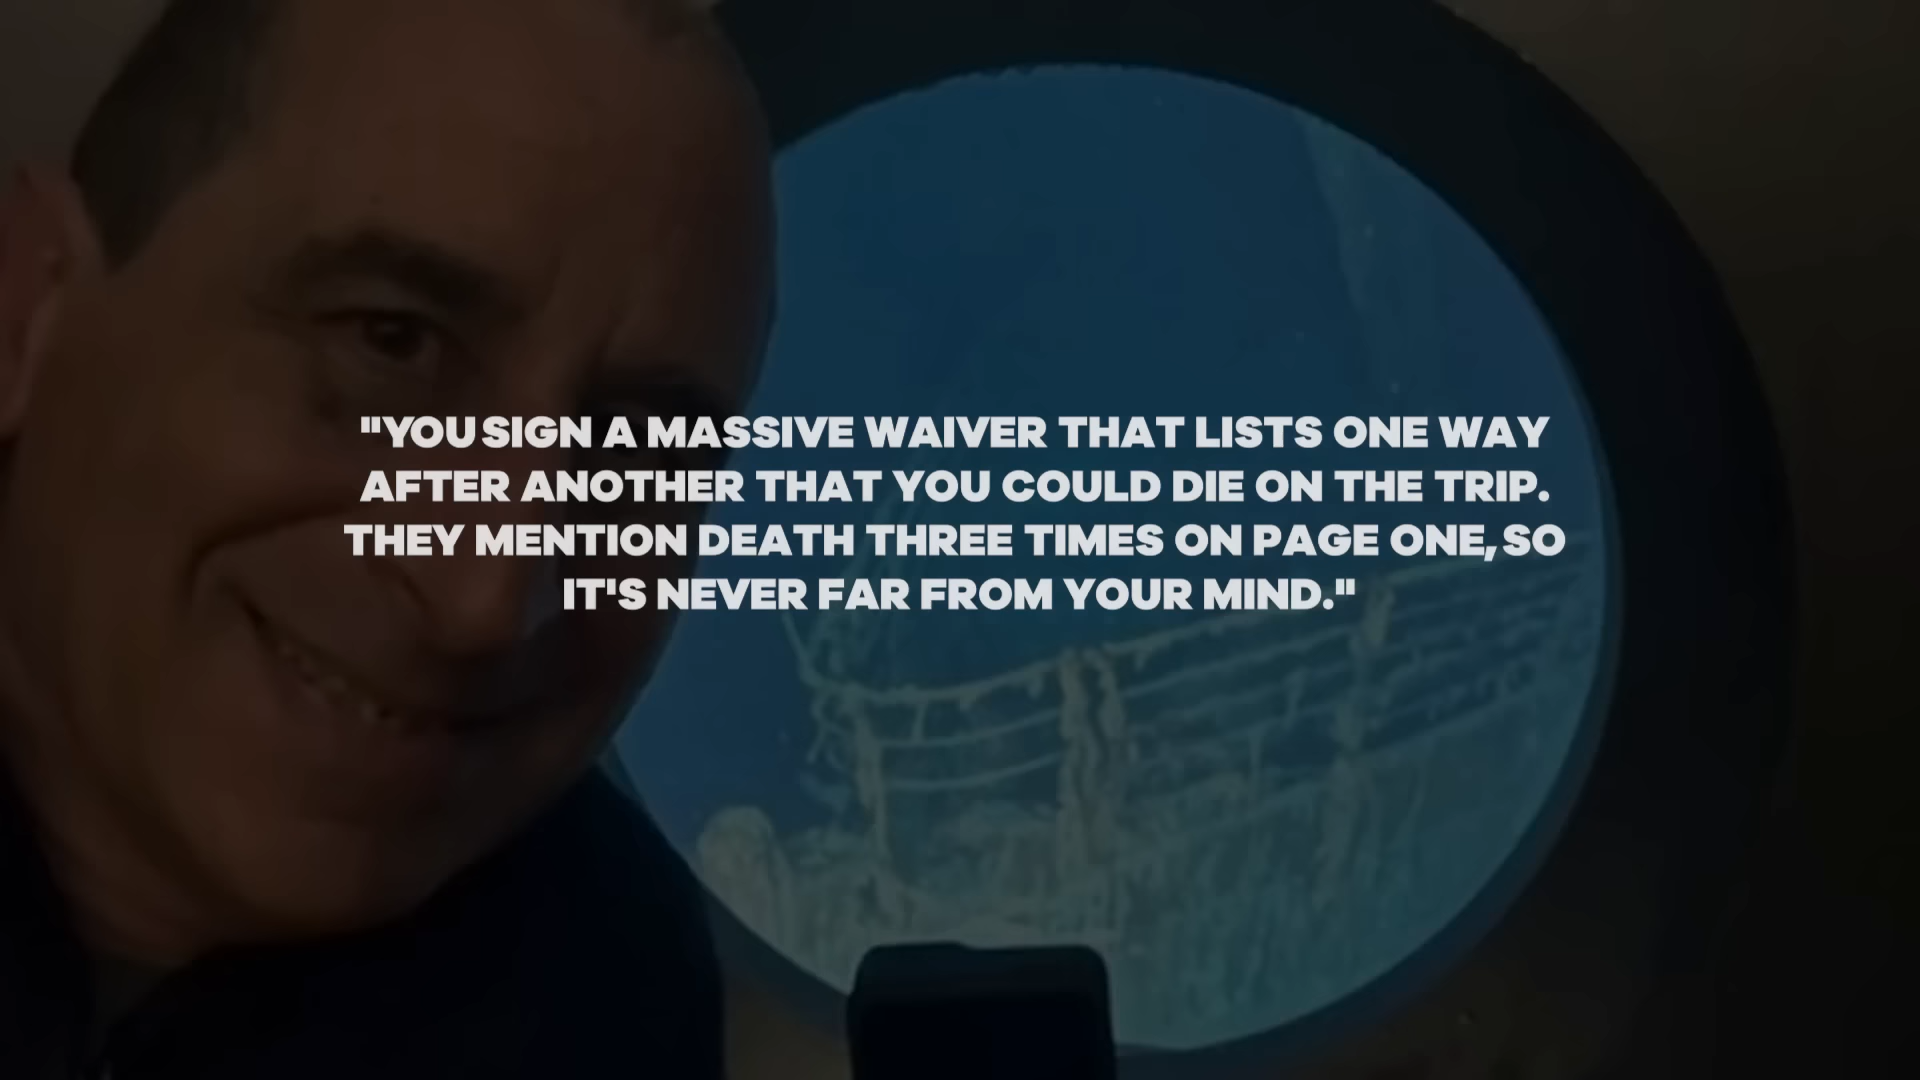 "YOU SIGN A MASSIVE WAIVER THAT LISTS ONE WAY
AFTER ANOTHER THAT YOU COULD DIE ON THE TRIP.
THEY MENTION DEATH THREE TIMES ON PAGE ONE, SO
IT'S NEVER FAR FROM YOUR MIND."